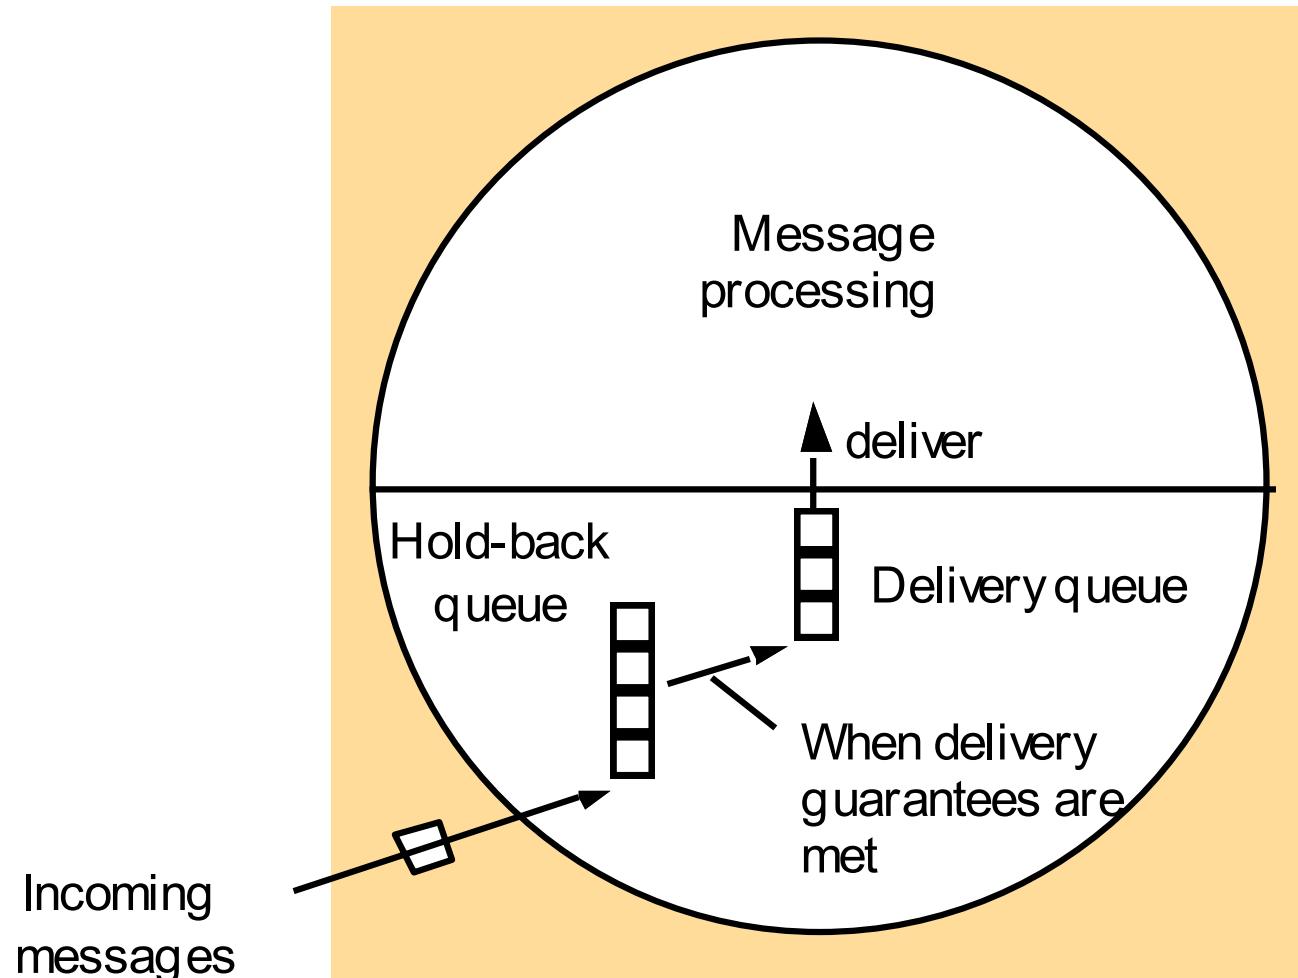 Message
processing
deliver
Hold-back
queue
Delivery queue
When delivery
guarantees are
met
Incoming
messages